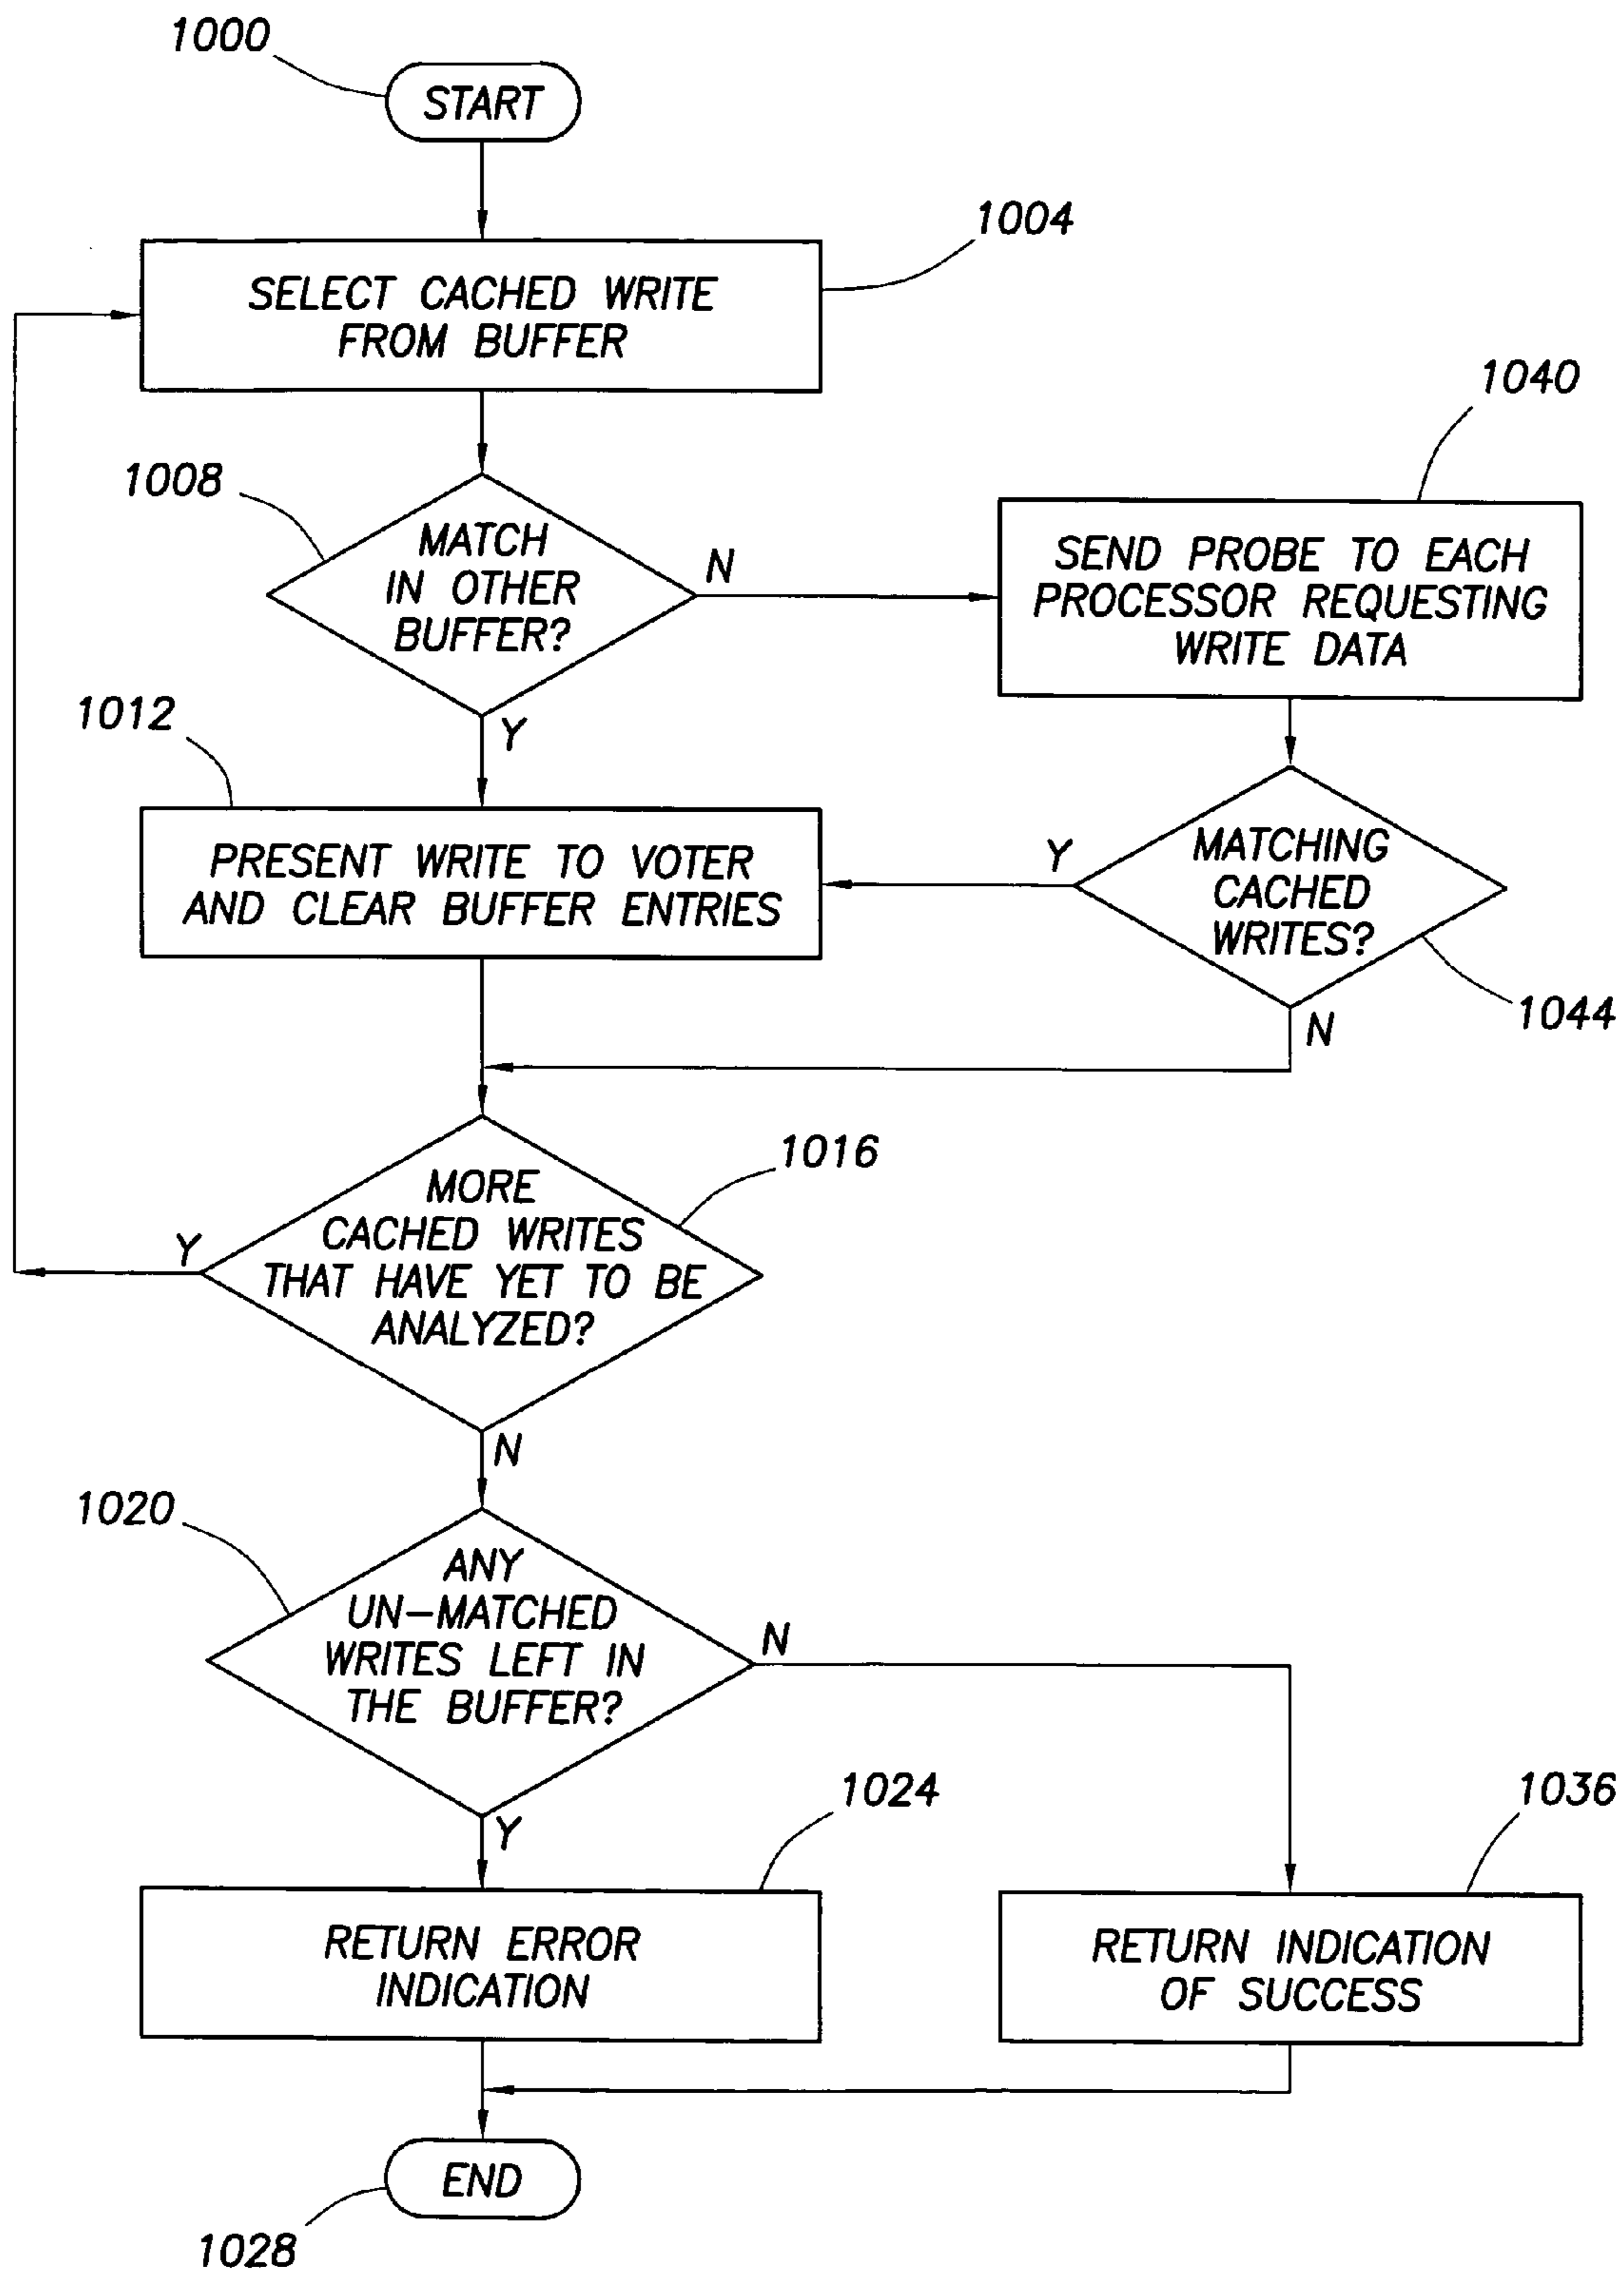 1000
START
1004
SELECT CACHED WRITE
FROM BUFFER
1040
1008
MATCH
IN OTHER
BUFFER?
N
SEND PROBE TO EACH
PROCESSOR REQUESTING
WRITE DATA
Y
1012
PRESENT WRITE TO VOTER
AND CLEAR BUFFER ENTRIES
Y
MATCHING
CACHED
WRITES?
1044
N
1016
MORE
CACHED WRITES
THAT HAVE YET TO BE
ANALYZED?
Y
N
1020
ANY
UN-MATCHED
WRITES LEFT IN
THE BUFFER?
N
Y
1024
1036
RETURN ERROR
INDICATION
RETURN INDICATION
OF SUCCESS
END
1028